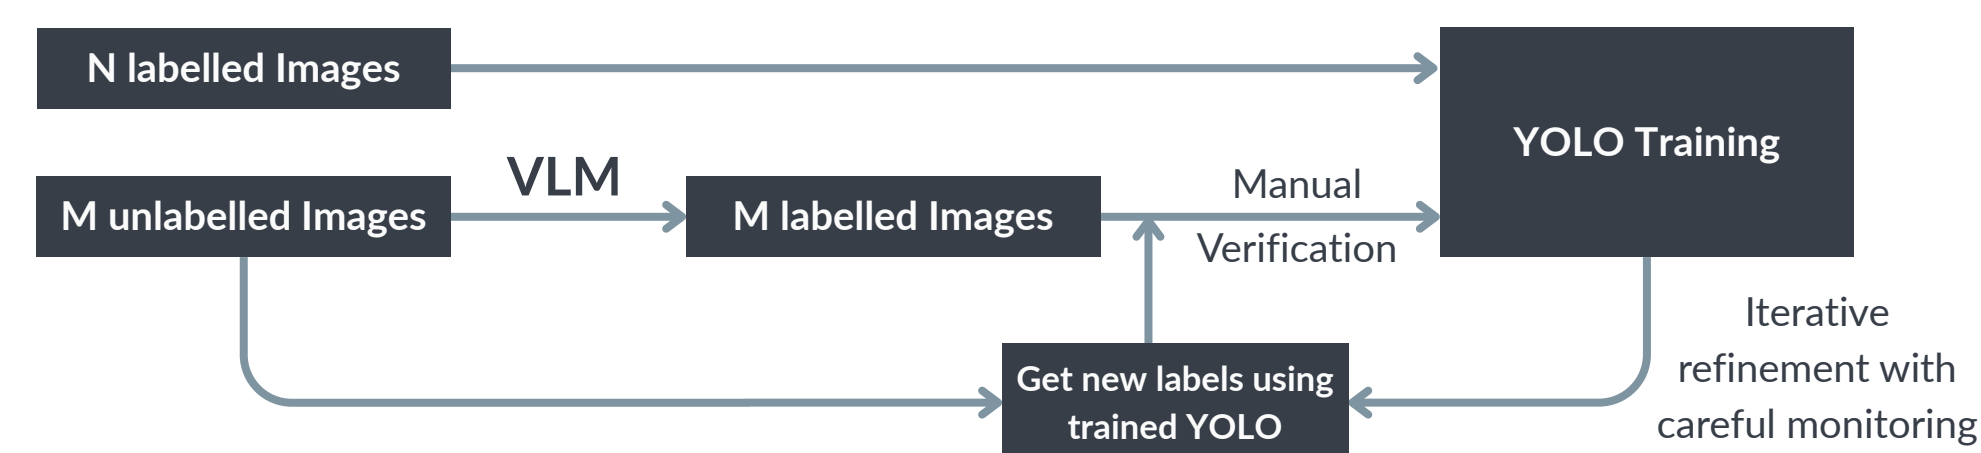 N labelled Images
YOLO Training
VLM
M unlabelled Images
M labelled Images
Manual
Verification
Get new labels using
trained YOLO
Iterative
refinement with
careful monitoring